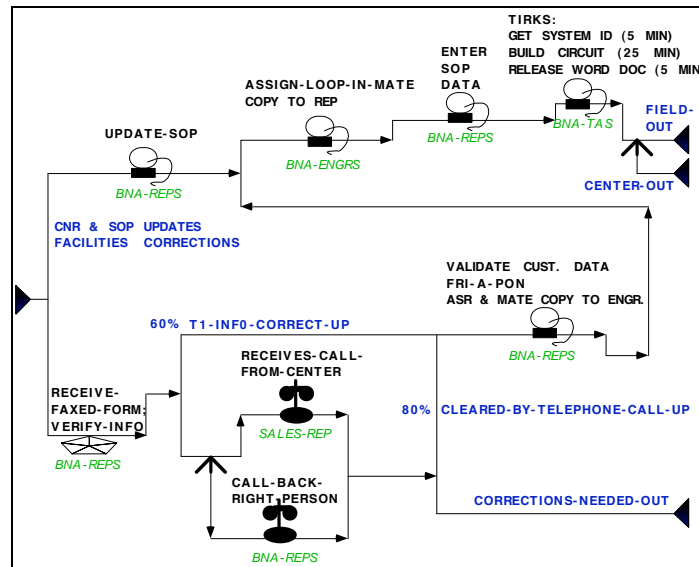 TIRKS:
GET SYSTEM ID (5 MIN)
BUILD CIRCUIT (25 MIN)
RELEASE WORD DOC (5 MIN
ENTER
SOP
DATA
BNA-REPS
BNA-TAS
FIELD-
OUT
CENTER-OUT
ASSIGN-LOOP-IN-MATE
COPY TO REP
BNA-ENGRS
UPDATE-SOP
BNA-REPS
CNR & SOP UPDATES
FACILITIES CORRECTIONS
VALIDATE CUST. DATA
FRI-A-PON
ASR & MATE COPY TO ENGR.
BNA-REPS
60% T1-INF0-CORRECT-UP
RECEIVES-CALL-
FROM-CENTER
SALES-REP
RECEIVE-
FAXED-FORM;
VERIFY-INFO
BNA-REPS
80% CLEARED-BY-TELEPHONE-CALL-UP
CALL-BACK-
RIGHT-PERSON
BNA-REPS
CORRECTIONS-NEEDED-OUT